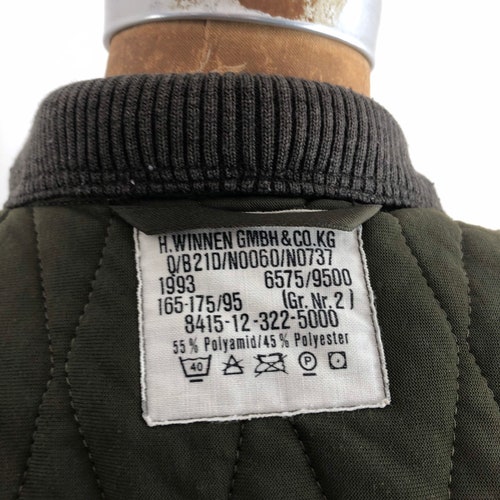 H.WINNEN GMBH & CO.KG
Q/B21D/N0060/N0737
1993 6575/9500
165-175/95 (Gr. Nr. 2)
8415-12-322-5000
55% Polyamid/45% Polyester
40 A P